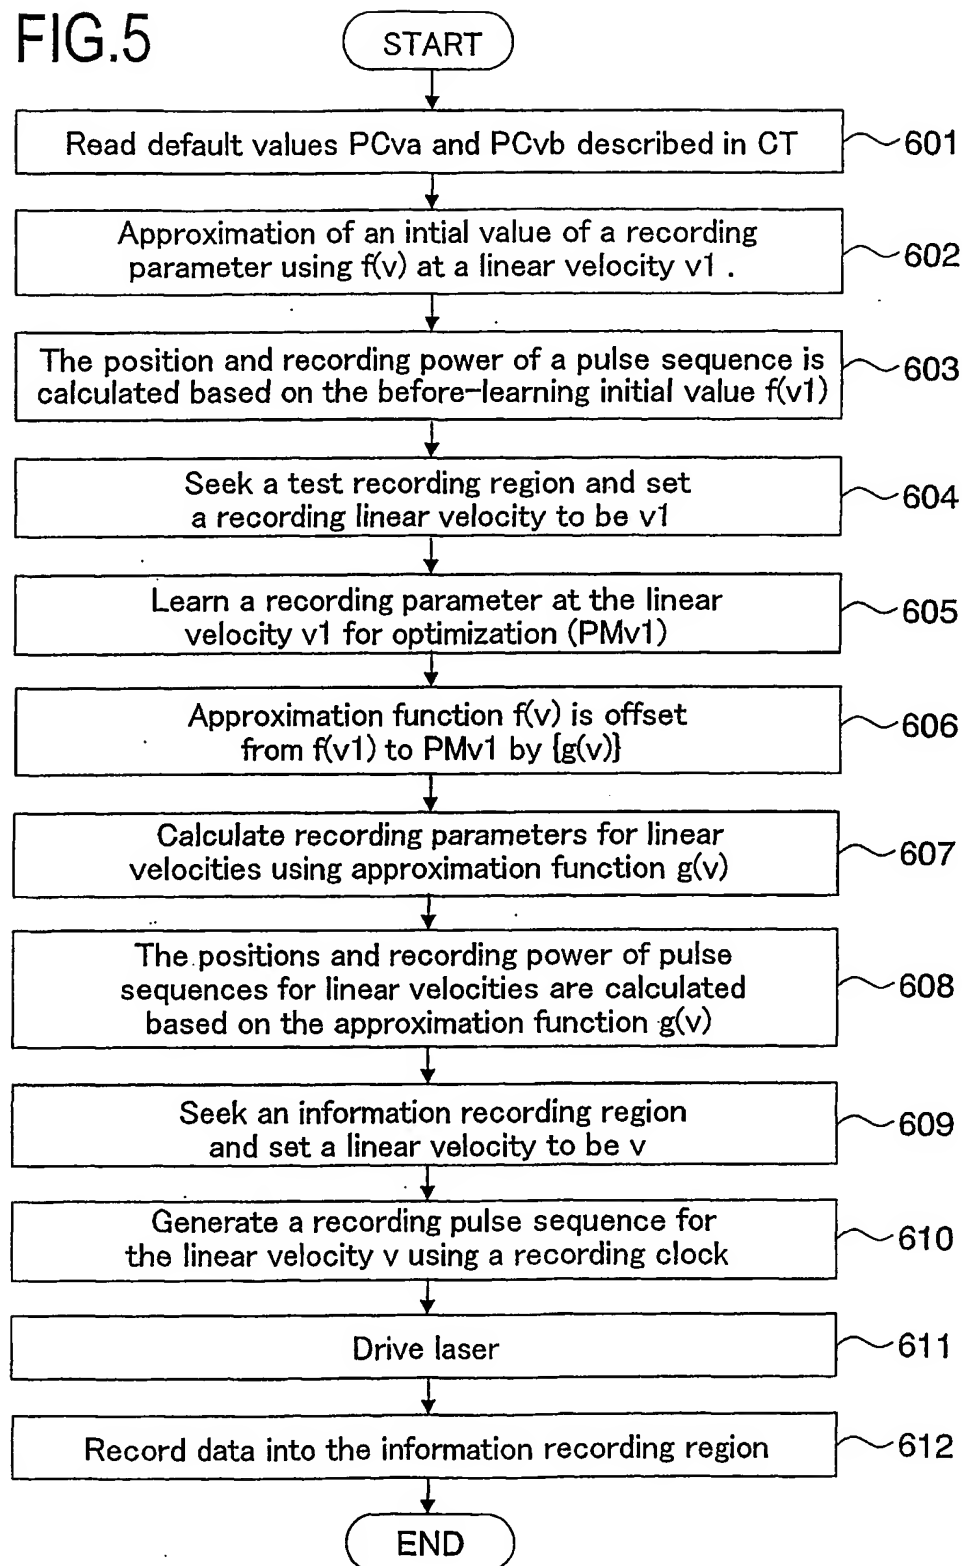 FIG.5
START
Read default values PCva and PCvb described in CT
601
Approximation of an intial value of a recording
parameter using f(v) at a linear velocity v1 .
602
The position and recording power of a pulse sequence is
calculated based on the before-learning initial value f(v1)
603
Seek a test recording region and set
a recording linear velocity to be v1
604
Learn a recording parameter at the linear
velocity v1 for optimization (PMv1)
605
Approximation function f(v) is offset
from f(v1) to PMv1 by {g(v)}
606
Calculate recording parameters for linear
velocities using approximation function g(v)
607
The positions and recording power of pulse
sequences for linear velocities are calculated
based on the approximation function g(v)
608
Seek an information recording region
and set a linear velocity to be v
609
Generate a recording pulse sequence for
the linear velocity v using a recording clock
610
Drive laser
611
Record data into the information recording region
612
END